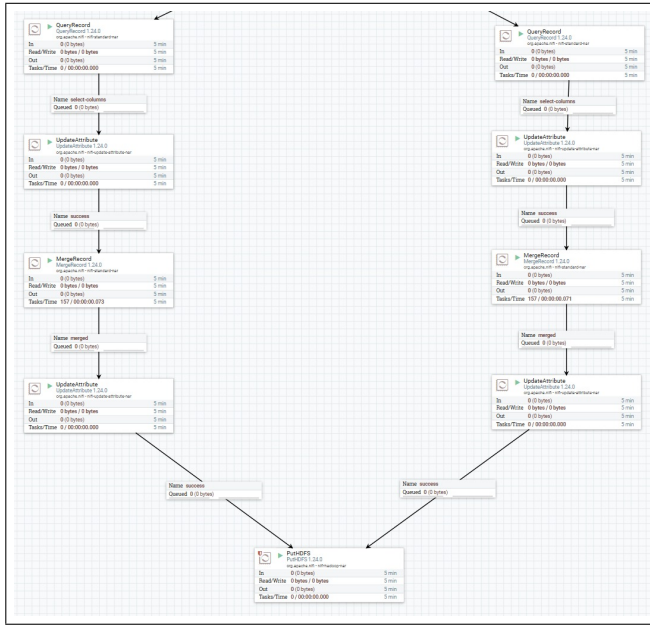 QueryRecord
QueryRecord 1.24.0
org.apache.nifi - nifi-standard-nar
In 0 (0 bytes) 5 min
Read/Write 0 bytes / 0 bytes 5 min
Out 0 (0 bytes) 5 min
Tasks/Time 0 / 00:00:00.000 5 min
Name select-columns
Queued 0 (0 bytes)
UpdateAttribute
UpdateAttribute 1.24.0
org.apache.nifi - nifi-update-attribute-nar
In 0 (0 bytes) 5 min
Read/Write 0 bytes / 0 bytes 5 min
Out 0 (0 bytes) 5 min
Tasks/Time 0 / 00:00:00.000 5 min
Name success
Queued 0 (0 bytes)
MergeRecord
MergeRecord 1.24.0
org.apache.nifi - nifi-standard-nar
In 0 (0 bytes) 5 min
Read/Write 0 bytes / 0 bytes 5 min
Out 0 (0 bytes) 5 min
Tasks/Time 157 / 00:00:00.073 5 min
Name merged
Queued 0 (0 bytes)
UpdateAttribute
UpdateAttribute 1.24.0
org.apache.nifi - nifi-update-attribute-nar
In 0 (0 bytes) 5 min
Read/Write 0 bytes / 0 bytes 5 min
Out 0 (0 bytes) 5 min
Tasks/Time 0 / 00:00:00.000 5 min
Name success
Queued 0 (0 bytes)
QueryRecord
QueryRecord 1.24.0
org.apache.nifi - nifi-standard-nar
In 0 (0 bytes) 5 min
Read/Write 0 bytes / 0 bytes 5 min
Out 0 (0 bytes) 5 min
Tasks/Time 0 / 00:00:00.000 5 min
Name select-columns
Queued 0 (0 bytes)
UpdateAttribute
UpdateAttribute 1.24.0
org.apache.nifi - nifi-update-attribute-nar
In 0 (0 bytes) 5 min
Read/Write 0 bytes / 0 bytes 5 min
Out 0 (0 bytes) 5 min
Tasks/Time 0 / 00:00:00.000 5 min
Name success
Queued 0 (0 bytes)
MergeRecord
MergeRecord 1.24.0
org.apache.nifi - nifi-standard-nar
In 0 (0 bytes) 5 min
Read/Write 0 bytes / 0 bytes 5 min
Out 0 (0 bytes) 5 min
Tasks/Time 157 / 00:00:00.071 5 min
Name merged
Queued 0 (0 bytes)
UpdateAttribute
UpdateAttribute 1.24.0
org.apache.nifi - nifi-update-attribute-nar
In 0 (0 bytes) 5 min
Read/Write 0 bytes / 0 bytes 5 min
Out 0 (0 bytes) 5 min
Tasks/Time 0 / 00:00:00.000 5 min
Name success
Queued 0 (0 bytes)
PutHDFS
PutHDFS 1.24.0
org.apache.nifi - nifi-hadoop-nar
In 0 (0 bytes) 5 min
Read/Write 0 bytes / 0 bytes 5 min
Out 0 (0 bytes) 5 min
Tasks/Time 0 / 00:00:00.000 5 min